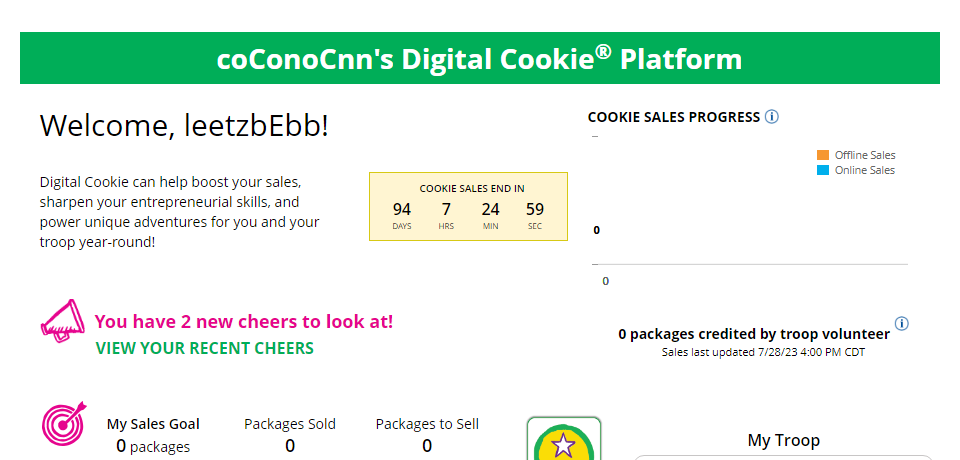 coConoCnn's Digital Cookie® Platform
Welcome, leetzbEbb!
Digital Cookie can help boost your sales,
sharpen your entrepreneurial skills, and
power unique adventures for you and your
troop year-round!
COOKIE SALES END IN
94 7 24 59
DAYS HRS MIN SEC
COOKIE SALES PROGRESS i
Offline Sales
Online Sales
0
0
You have 2 new cheers to look at!
VIEW YOUR RECENT CHEERS
0 packages credited by troop volunteer i
Sales last updated 7/28/23 4:00 PM CDT
My Sales Goal
0 packages
Packages Sold
0
Packages to Sell
0
My Troop